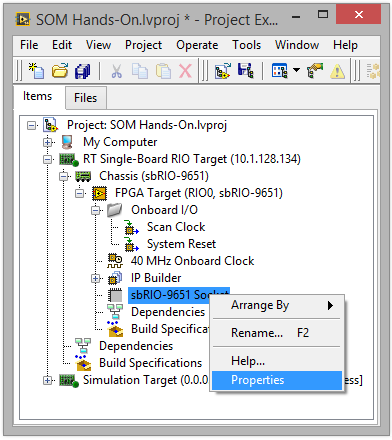 SOM Hands-On.lvproj * - Project Ex...
File Edit View Project Operate Tools Window Help
Items Files
Project: SOM Hands-On.lvproj
My Computer
RT Single-Board RIO Target (10.1.128.134)
Chassis (sbRIO-9651)
FPGA Target (RIO0, sbRIO-9651)
Onboard I/O
Scan Clock
System Reset
40 MHz Onboard Clock
IP Builder
sbRIO-9651 Socket
Arrange By
Dependencies
Build Specifica
Rename... F2
Dependencies
Build Specifications
Help...
Simulation Target (0.0.0 ess]
Properties